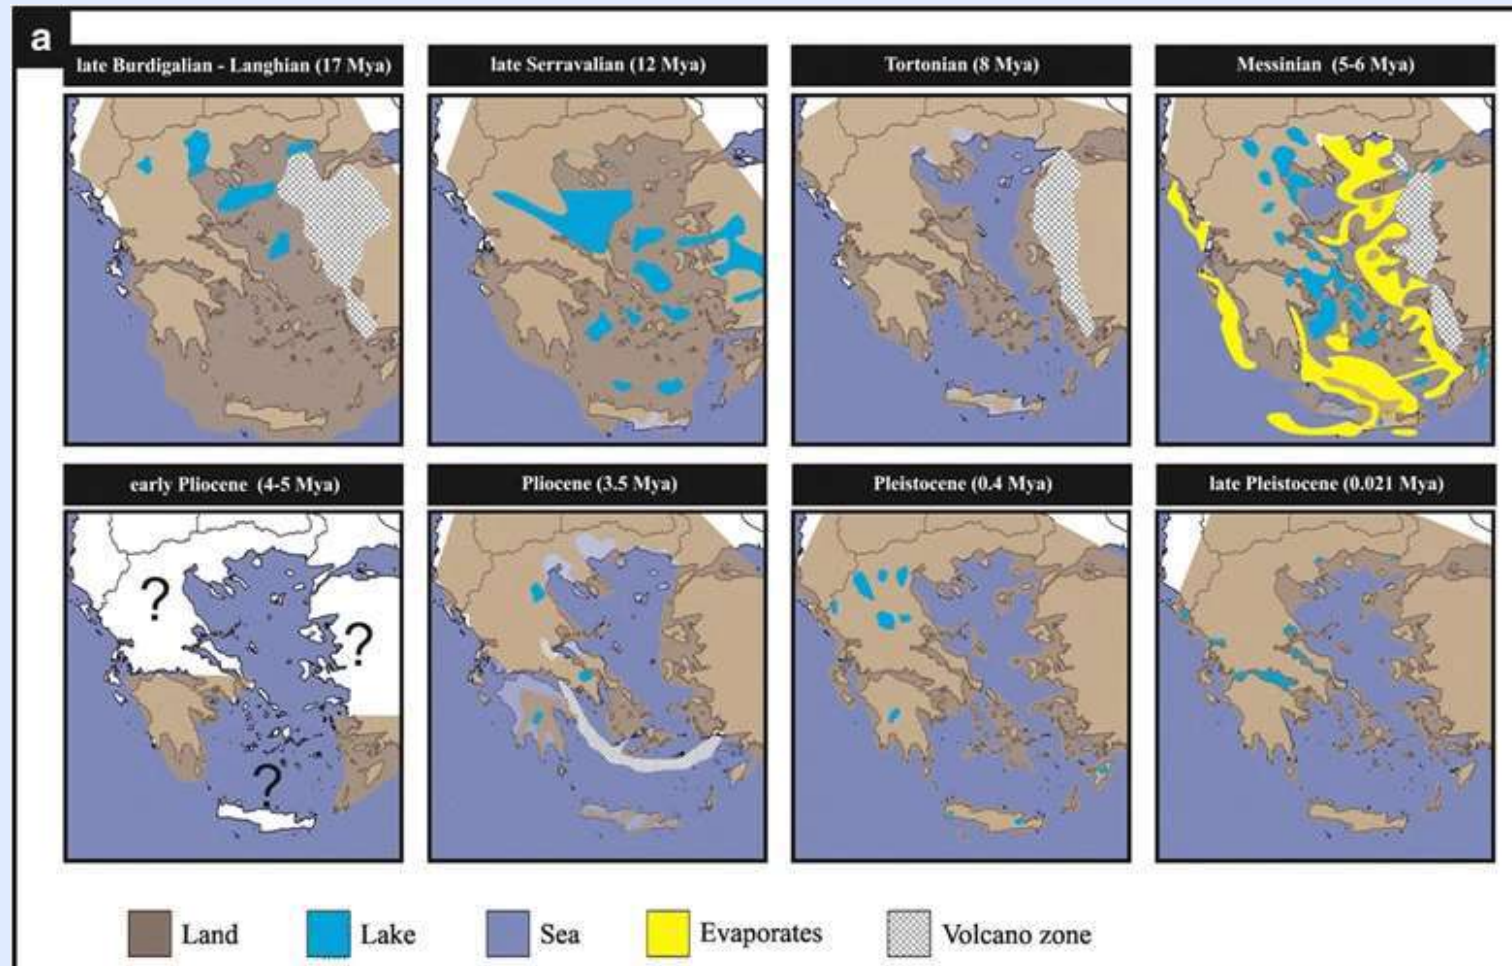 a
late Burdigalian - Langhian (17 Mya)
late Serravalian (12 Mya)
Tortonian (8 Mya)
Messinian (5-6 Mya)
early Pliocene (4-5 Mya)
Pliocene (3.5 Mya)
Pleistocene (0.4 Mya)
late Pleistocene (0.021 Mya)
?
?
?
Land
Lake
Sea
Evaporates
Volcano zone